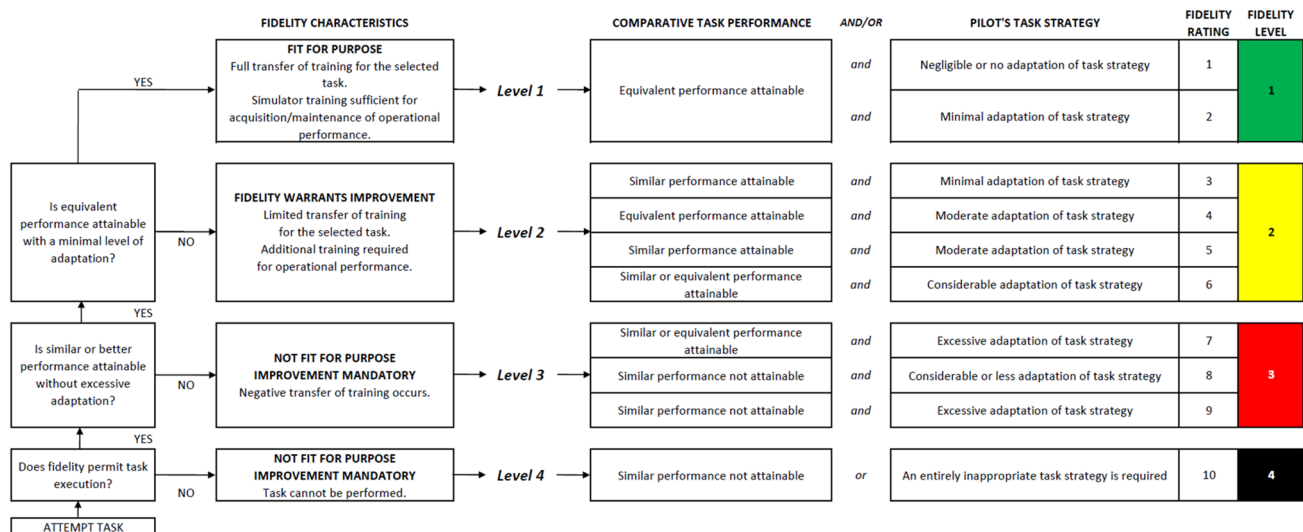 FIDELITY CHARACTERISTICS
COMPARATIVE TASK PERFORMANCE
AND/OR
PILOT'S TASK STRATEGY
FIDELITY
RATING
FIDELITY
LEVEL
YES
FIT FOR PURPOSE
Full transfer of training for the selected
task.
Simulator training sufficient for
acquisition/maintenance of operational
performance.
Level 1
Equivalent performance attainable
and
Negligible or no adaptation of task strategy
1
and
Minimal adaptation of task strategy
2
1
Is equivalent
performance attainable
with a minimal level of
adaptation?
NO
FIDELITY WARRANTS IMPROVEMENT
Limited transfer of training
for the selected task.
Additional training required
for operational performance.
Level 2
Similar performance attainable
and
Minimal adaptation of task strategy
3
Equivalent performance attainable
and
Moderate adaptation of task strategy
4
Similar performance attainable
and
Moderate adaptation of task strategy
5
Similar or equivalent performance
attainable
and
Considerable adaptation of task strategy
6
2
YES
Is similar or better
performance attainable
without excessive
adaptation?
NO
NOT FIT FOR PURPOSE
IMPROVEMENT MANDATORY
Negative transfer of training occurs.
Level 3
Similar or equivalent performance
attainable
and
Excessive adaptation of task strategy
7
Similar performance not attainable
and
Considerable or less adaptation of task strategy
8
Similar performance not attainable
and
Excessive adaptation of task strategy
9
3
YES
Does fidelity permit task
execution?
NO
NOT FIT FOR PURPOSE
IMPROVEMENT MANDATORY
Task cannot be performed.
Level 4
Similar performance not attainable
or
An entirely inappropriate task strategy is required
10
4
ATTEMPT TASK